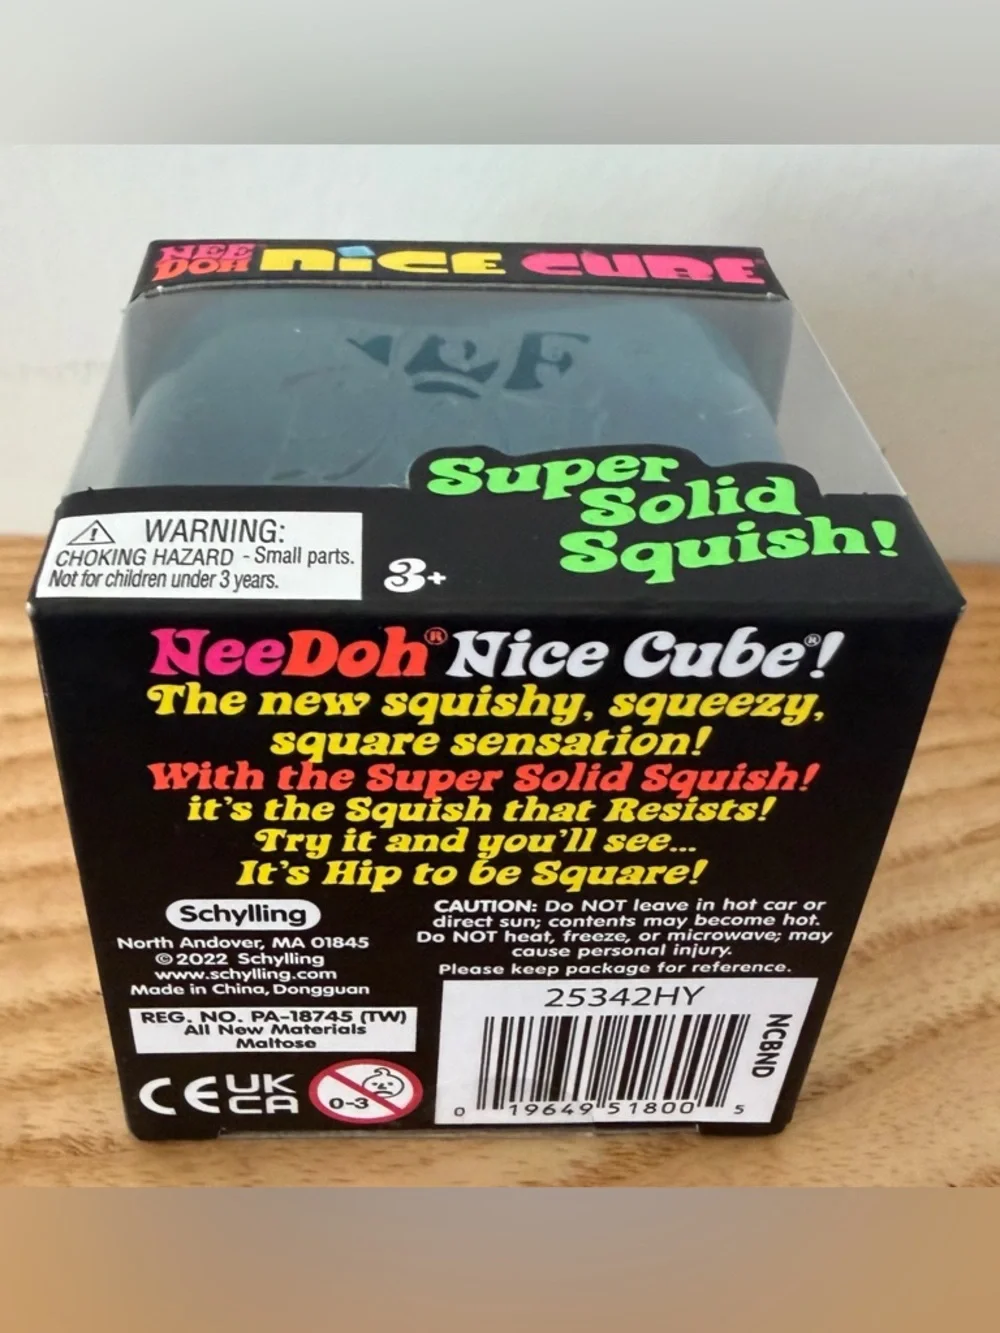 NEE
DOH
NICE CUBE
Super
Solid
Squish!
WARNING:
CHOKING HAZARD - Small parts.
Not for children under 3 years.
3+
NeeDoh® Nice Cube®!
The new squishy, squeezy,
square sensation!
With the Super Solid Squish!
it's the Squish that Resists!
Try it and you'll see...
It's Hip to be Square!
Schylling
North Andover, MA 01845
© 2022 Schylling
www.schylling.com
Made in China, Dongguan
REG. NO. PA-18745 (TW)
All New Materials
Maltose
CE UK
CA
0-3
CAUTION: Do NOT leave in hot car or
direct sun; contents may become hot.
Do NOT heat, freeze, or microwave; may
cause personal injury.
Please keep package for reference.
25342HY
NCBND
0 19649 51800 5